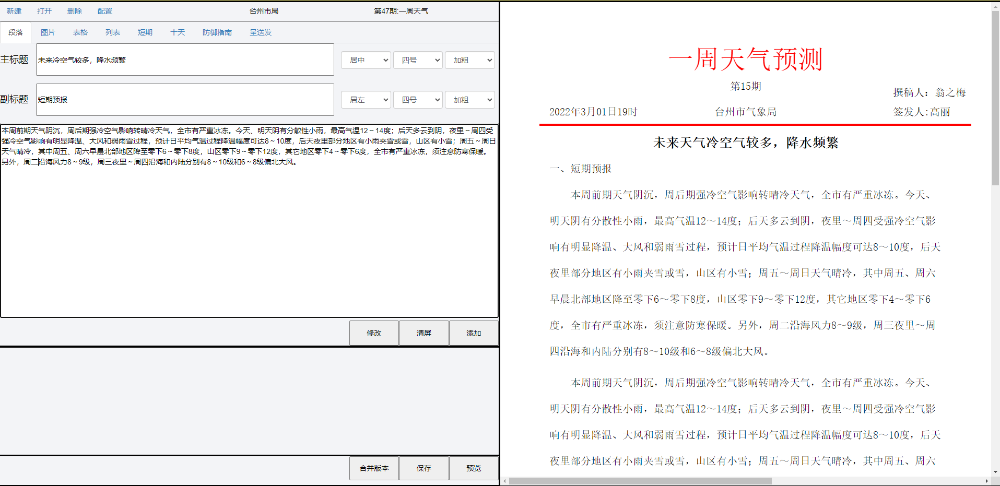 新建 打开 删除 配置 台州市局 第47期:一周天气
段落 图片 表格 列表 短期 十天 防御指南 呈送发
主标题 未来冷空气较多，降水频繁 居中 四号 加粗
副标题 短期预报 居左 四号 加粗
本周前期天气阴沉，周后期强冷空气影响转晴冷天气，全市有严重冰冻。今天、明天阴有分散性小雨，最高气温12～14度；后天多云到阴，夜里～周四受
强冷空气影响有明显降温、大风和弱雨雪过程，预计日平均气温过程降温幅度可达8～10度，后天夜里部分地区有小雨夹雪或雪，山区有小雪；周五～周日
天气晴冷，其中周五、周六早晨北部地区降至零下6～零下8度，山区零下9～零下12度，其它地区零下4～零下6度，全市有严重冰冻，须注意防寒保暖。
另外，周二沿海风力8～9级，周三夜里～周四沿海和内陆分别有8～10级和6～8级偏北大风。
修改 清屏 添加
合并版本 保存 预览
一周天气预测
第15期
撰稿人：翁之梅
2022年3月01日19时 台州市气象局 签发人:高丽
未来天气冷空气较多，降水频繁
一、短期预报
本周前期天气阴沉，周后期强冷空气影响转晴冷天气，全市有严重冰冻。今天、
明天阴有分散性小雨，最高气温12～14度；后天多云到阴，夜里～周四受强冷空气影
响有明显降温、大风和弱雨雪过程，预计日平均气温过程降温幅度可达8～10度，后天
夜里部分地区有小雨夹雪或雪，山区有小雪；周五～周日天气晴冷，其中周五、周六
早晨北部地区降至零下6～零下8度，山区零下9～零下12度，其它地区零下4～零下6
度，全市有严重冰冻，须注意防寒保暖。另外，周二沿海风力8～9级，周三夜里～周
四沿海和内陆分别有8～10级和6～8级偏北大风。
本周前期天气阴沉，周后期强冷空气影响转晴冷天气，全市有严重冰冻。今天、
明天阴有分散性小雨，最高气温12～14度；后天多云到阴，夜里～周四受强冷空气影
响有明显降温、大风和弱雨雪过程，预计日平均气温过程降温幅度可达8～10度，后天
夜里部分地区有小雨夹雪或雪，山区有小雪；周五～周日天气晴冷，其中周五、周六